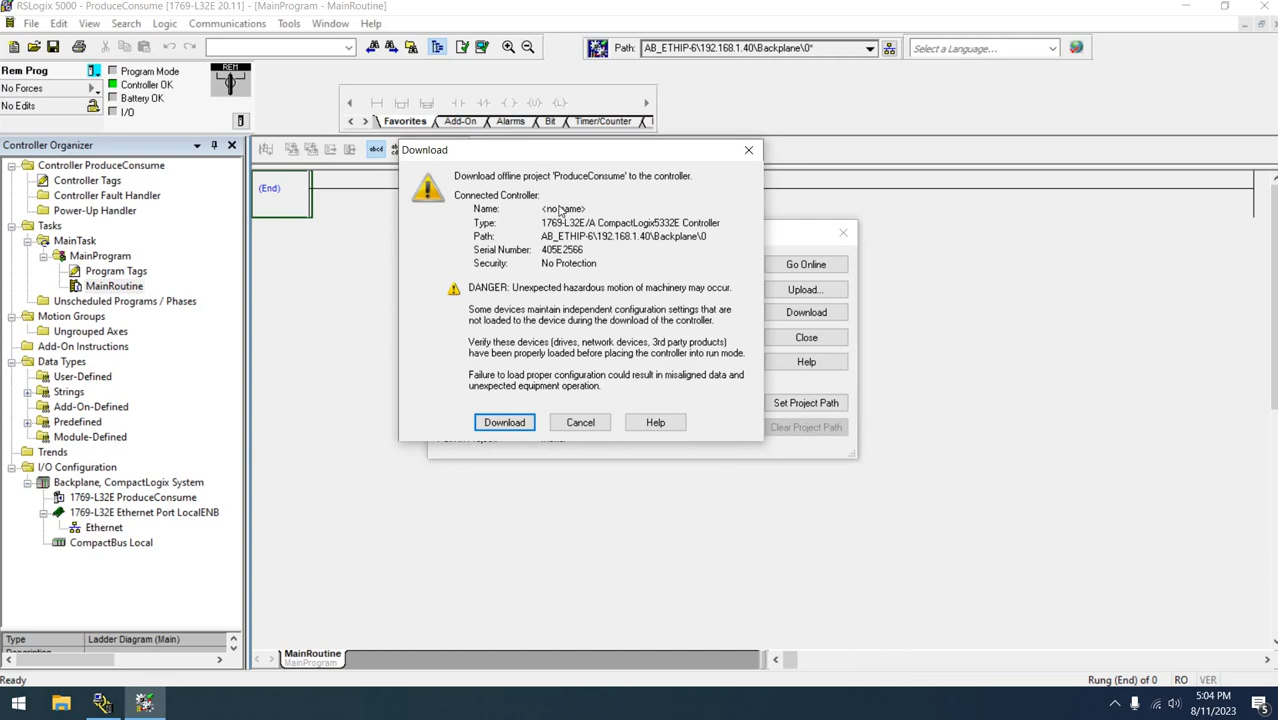 RSLogix 5000 - ProduceConsume [1769-L32E 20.11] - [MainProgram - MainRoutine]
File Edit View Search Logic Communications Tools Window Help
Path: AB_ETHIP-6\192.168.1.40\Backplane\0* Select a Language...
Rem Prog Program Mode REM
No Forces Controller OK
No Edits Battery OK
I/O
Favorites Add-On Alarms Bit Timer/Counter
Controller Organizer
Controller ProduceConsume
Controller Tags
Controller Fault Handler
Power-Up Handler
Tasks
MainTask
MainProgram
Program Tags
MainRoutine
Unscheduled Programs / Phases
Motion Groups
Ungrouped Axes
Add-On Instructions
Data Types
User-Defined
Strings
Add-On-Defined
Predefined
Module-Defined
Trends
I/O Configuration
Backplane, CompactLogix System
1769-L32E ProduceConsume
1769-L32E Ethernet Port LocalENB
Ethernet
CompactBus Local
Type Ladder Diagram (Main)
abcd
(End)
Download
Download offline project 'ProduceConsume' to the controller.
Connected Controller:
Name: <no name>
Type: 1769-L32E/A CompactLogix5332E Controller
Path: AB_ETHIP-6\192.168.1.40\Backplane\0
Serial Number: 405E2566
Security: No Protection
DANGER: Unexpected hazardous motion of machinery may occur.
Some devices maintain independent configuration settings that are
not loaded to the device during the download of the controller.
Verify these devices (drives, network devices, 3rd party products)
have been properly loaded before placing the controller into run mode.
Failure to load proper configuration could result in misaligned data and
unexpected equipment operation.
Download Cancel Help
Go Online
Upload...
Download
Close
Help
Set Project Path
Clear Project Path
MainRoutine
MainProgram
Ready Rung (End) of 0 RO VER
5:04 PM
8/11/2023